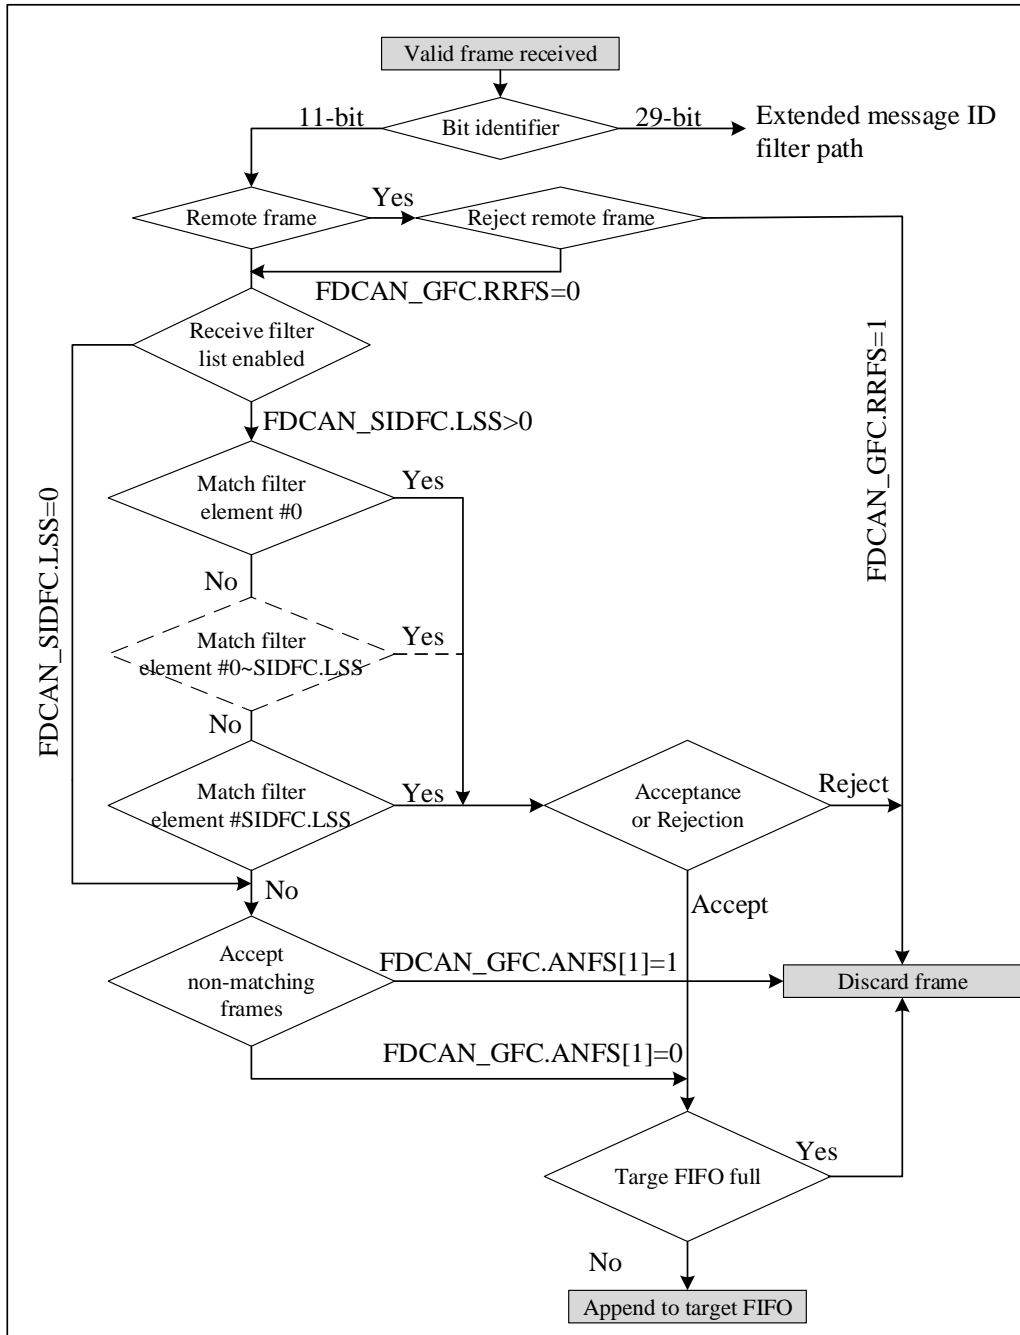 Valid frame received
11-bit
Bit identifier
29-bit
Extended message ID
filter path
Remote frame
Yes
Reject remote frame
FDCAN_GFC.RRFS=0
FDCAN_GFC.RRFS=1
Receive filter
list enabled
FDCAN_SIDFC.LSS>0
FDCAN_SIDFC.LSS=0
Match filter
element #0
Yes
No
Match filter
element #0~SIDFC.LSS
Yes
No
Match filter
element #SIDFC.LSS
Yes
Acceptance
or Rejection
Reject
No
Accept
Accept
non-matching
frames
FDCAN_GFC.ANFS[1]=1
Discard frame
FDCAN_GFC.ANFS[1]=0
Targe FIFO full
Yes
No
Append to target FIFO